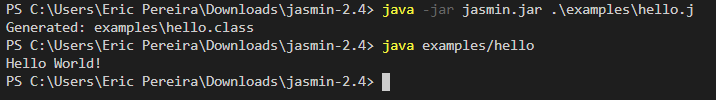 PS C:\Users\Eric Pereira\Downloads\jasmin-2.4> java -jar jasmin.jar .\examples\hello.j
Generated: examples\hello.class
PS C:\Users\Eric Pereira\Downloads\jasmin-2.4> java examples/hello
Hello World!
PS C:\Users\Eric Pereira\Downloads\jasmin-2.4>